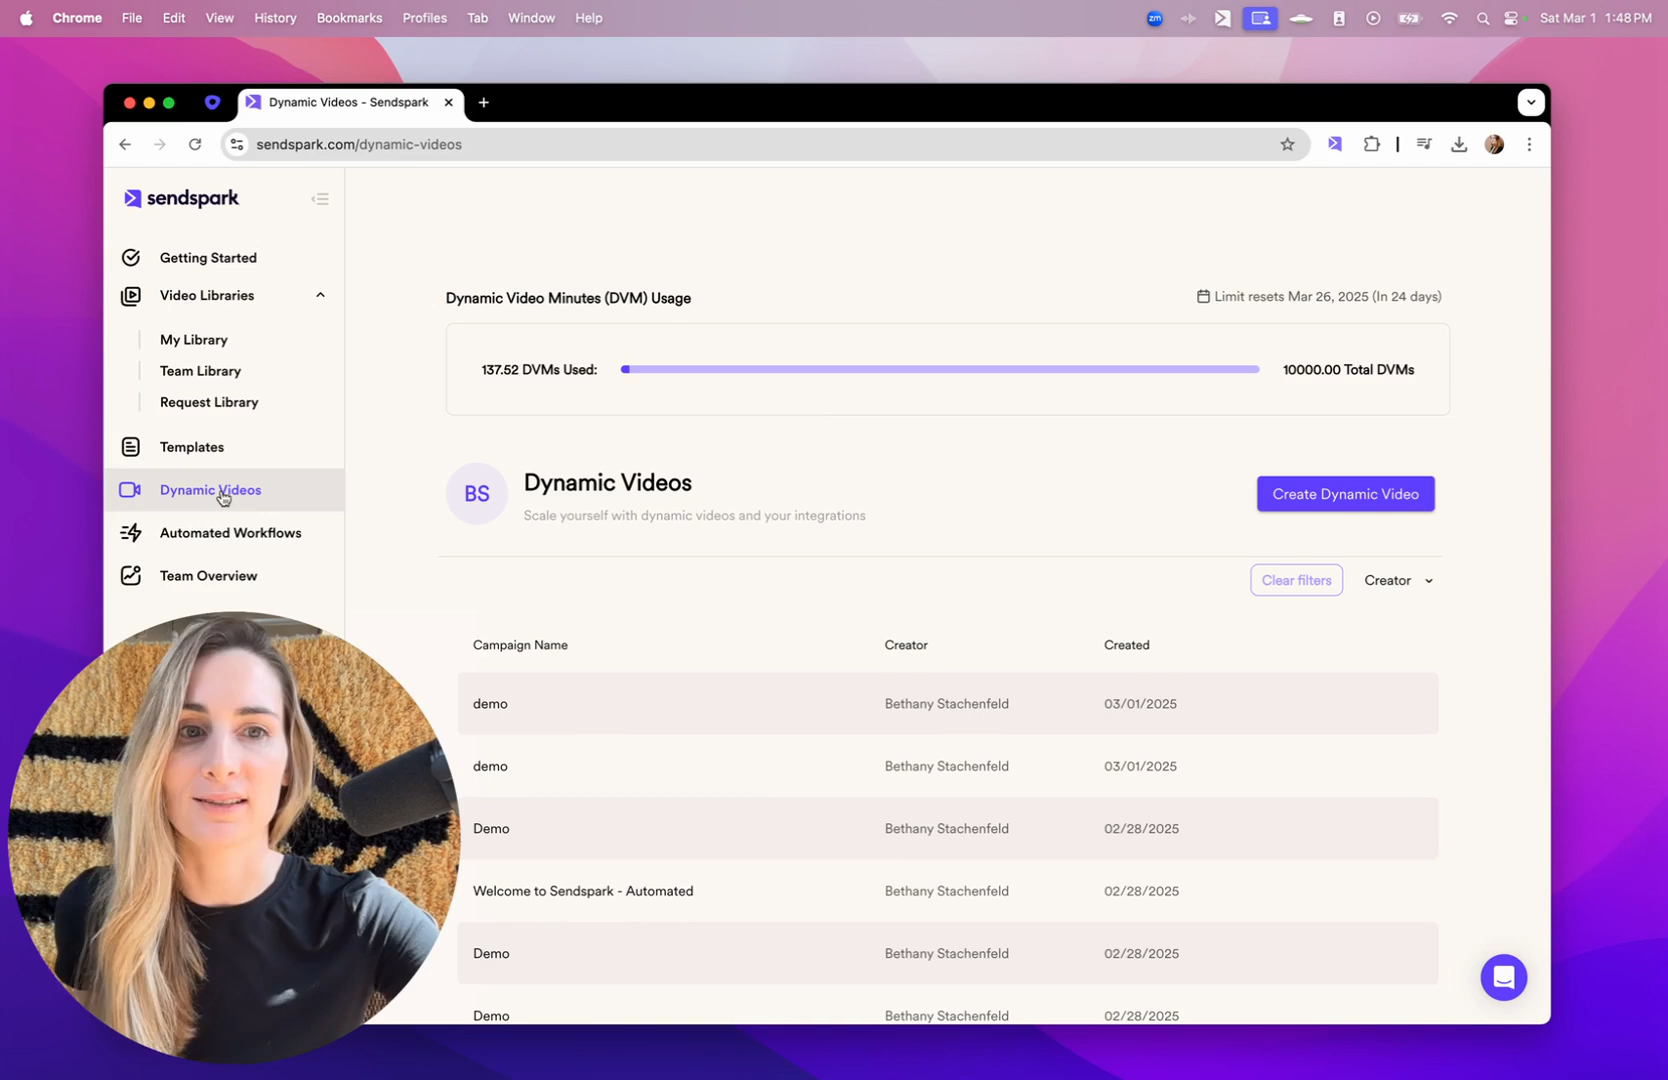 Chrome File Edit View History Bookmarks Profiles Tab Window Help zm Sat Mar 1 1:48 PM
Dynamic Videos - Sendspark
sendspark.com/dynamic-videos
sendspark
Getting Started
Video Libraries
My Library
Team Library
Request Library
Templates
Dynamic Videos
Automated Workflows
Team Overview
Dynamic Video Minutes (DVM) Usage Limit resets Mar 26, 2025 (In 24 days)
137.52 DVMs Used: 10000.00 Total DVMs
BS Dynamic Videos Create Dynamic Video
Scale yourself with dynamic videos and your integrations
Clear filters Creator
Campaign Name Creator Created
demo Bethany Stachenfeld 03/01/2025
demo Bethany Stachenfeld 03/01/2025
Demo Bethany Stachenfeld 02/28/2025
Welcome to Sendspark - Automated Bethany Stachenfeld 02/28/2025
Demo Bethany Stachenfeld 02/28/2025
Demo Bethany Stachenfeld 02/28/2025